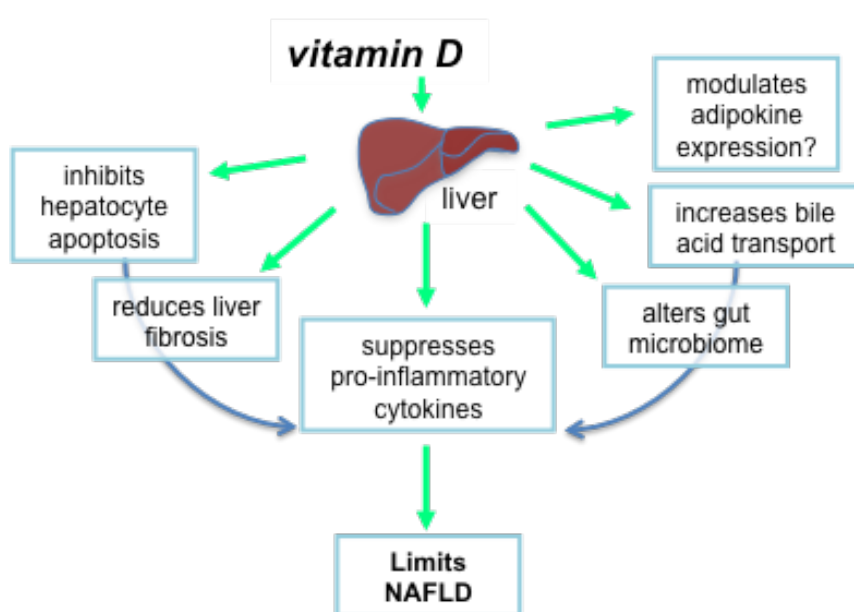 vitamin D
liver
modulates
adipokine
expression?
inhibits
hepatocyte
apoptosis
increases bile
acid transport
reduces liver
fibrosis
alters gut
microbiome
suppresses
pro-inflammatory
cytokines
Limits
NAFLD